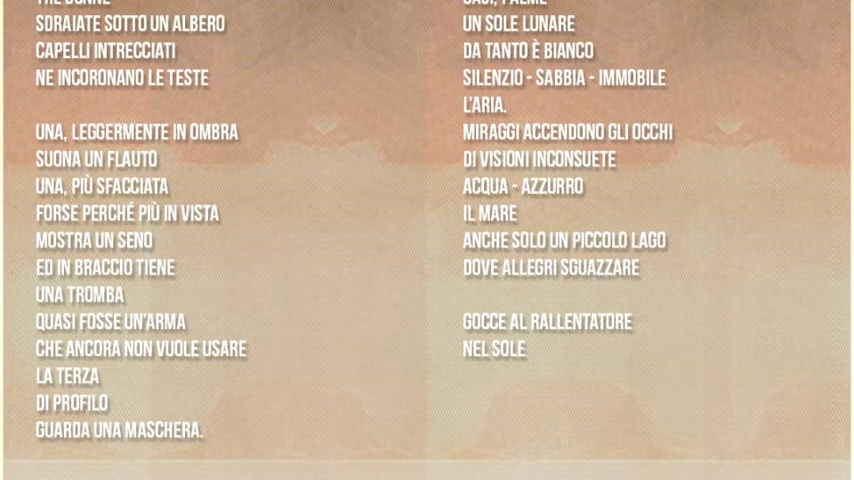 TRE DONNE
SDRAIATE SOTTO UN ALBERO
CAPELLI INTRECCIATI
NE INCORONANO LE TESTE
UNA, LEGGERMENTE IN OMBRA
SUONA UN FLAUTO
UNA, PIÙ SFACCIATA
FORSE PERCHÉ PIÙ IN VISTA
MOSTRA UN SENO
ED IN BRACCIO TIENE
UNA TROMBA
QUASI FOSSE UN'ARMA
CHE ANCORA NON VUOLE USARE
LA TERZA
DI PROFILO
GUARDA UNA MASCHERA.
OASI, PALME
UN SOLE LUNARE
DA TANTO È BIANCO
SILENZIO - SABBIA - IMMOBILE
L'ARIA.
MIRAGGI ACCENDONO GLI OCCHI
DI VISIONI INCONSUETE
ACQUA - AZZURRO
IL MARE
ANCHE SOLO UN PICCOLO LAGO
DOVE ALLEGRI SGUAZZARE
GOCCE AL RALLENTATORE
NEL SOLE